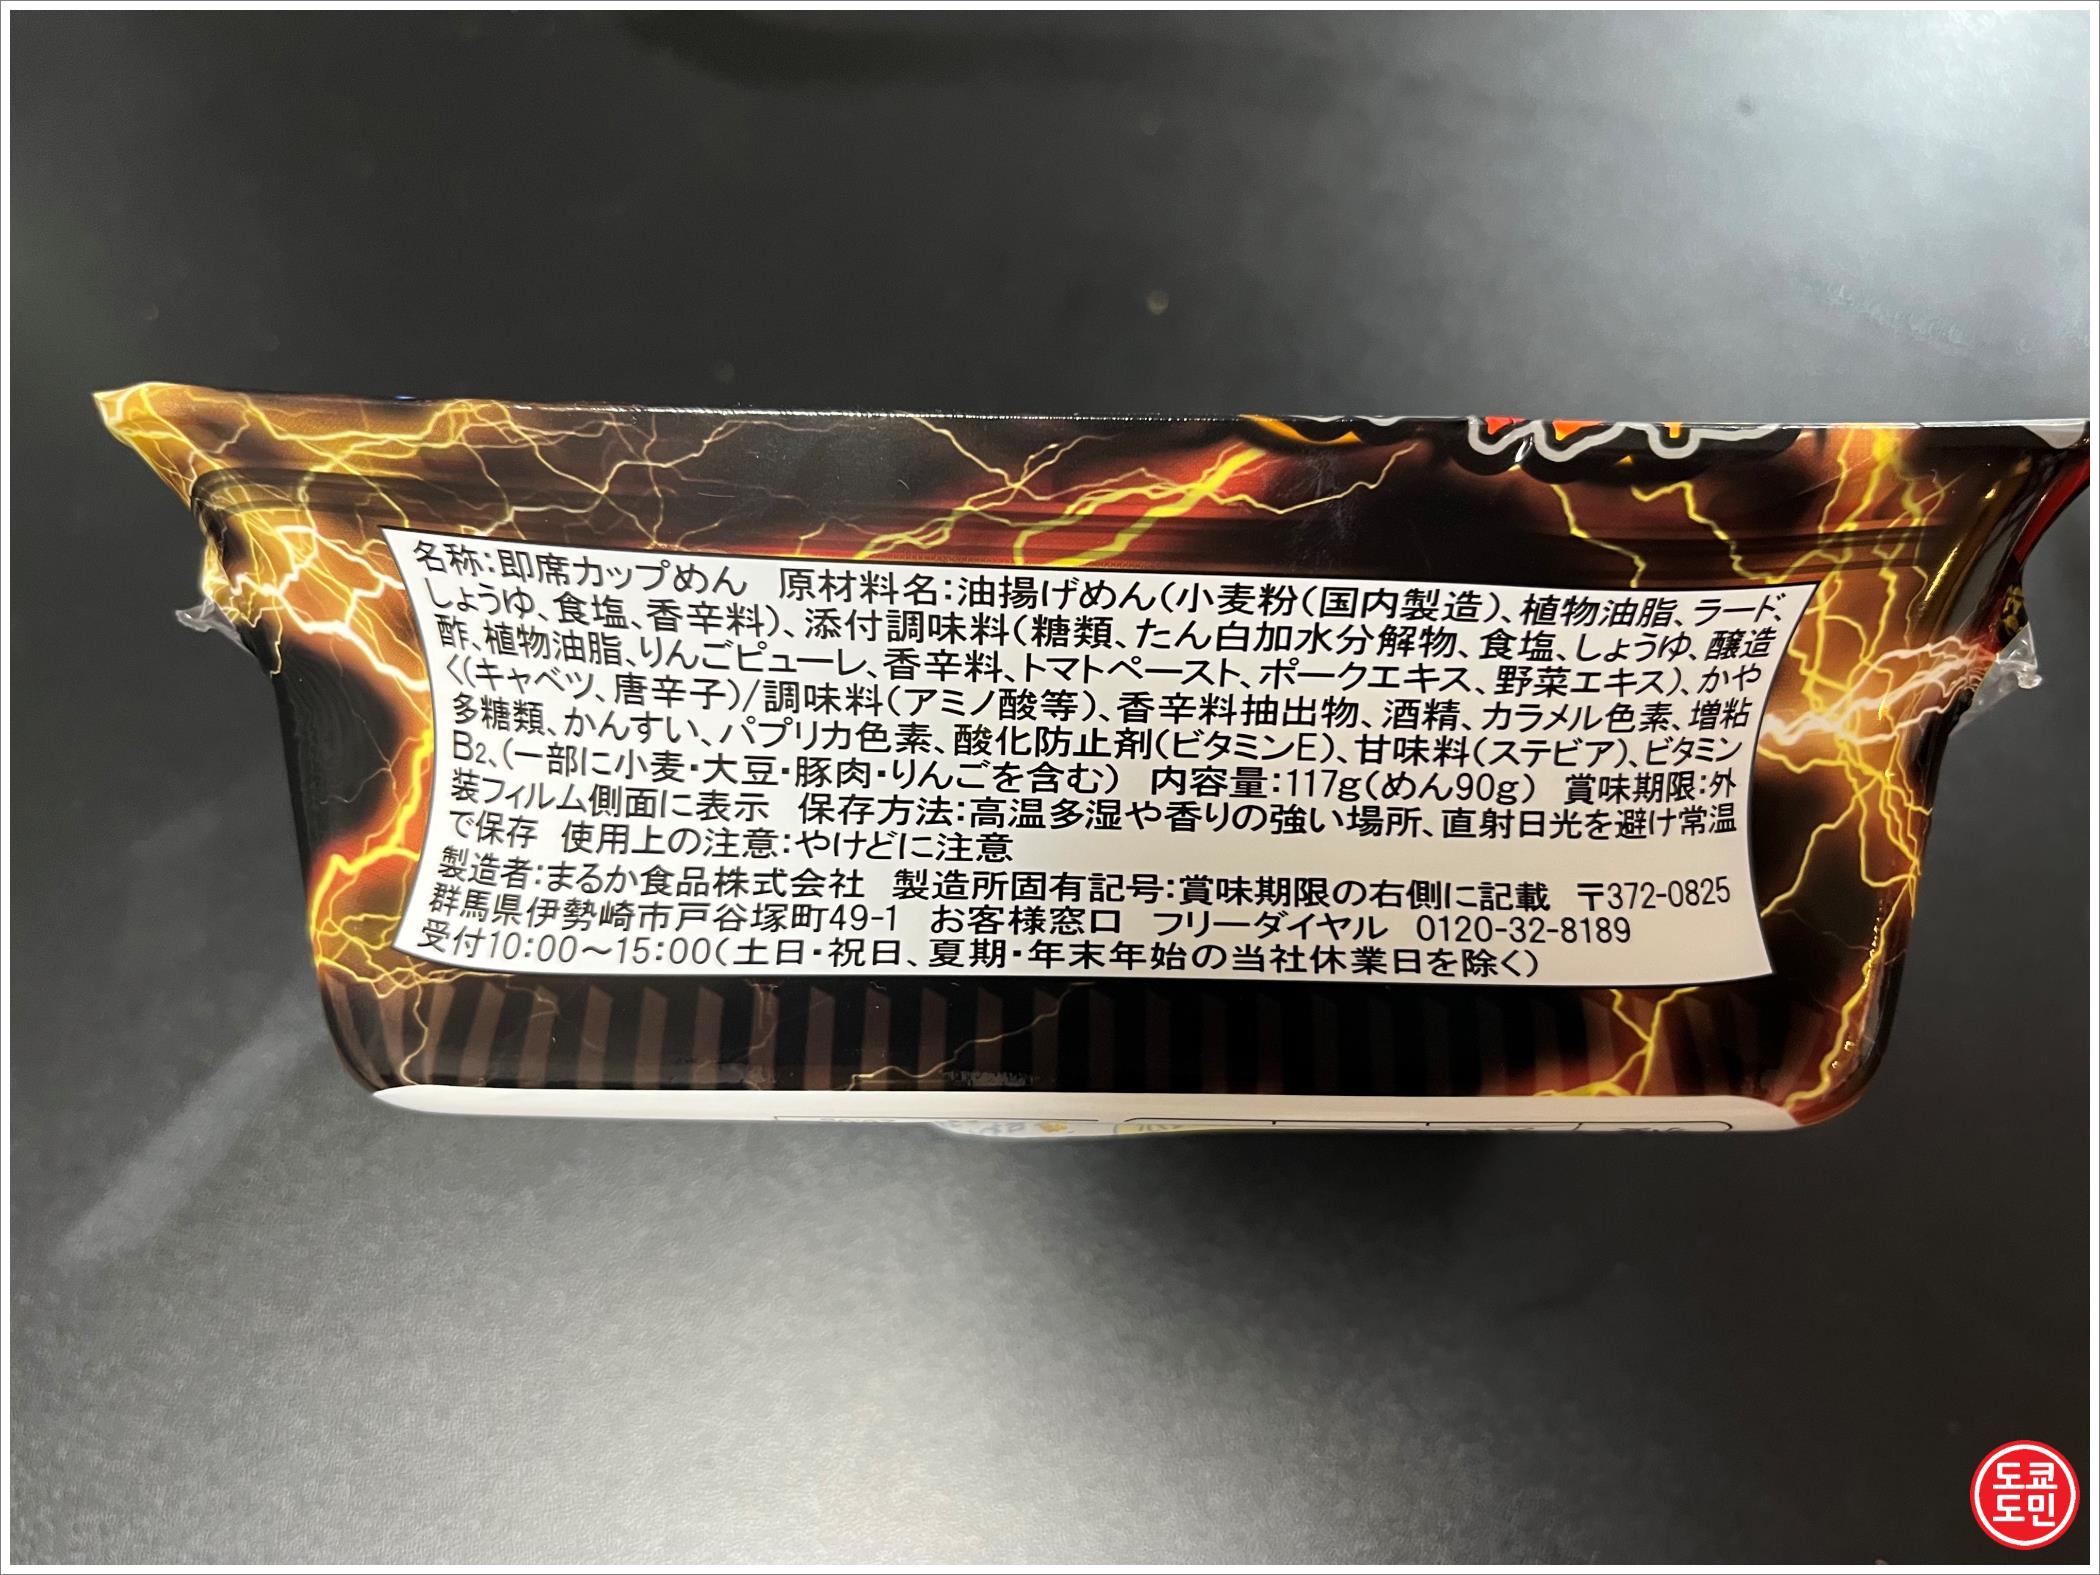 名称：即席カップめん　原材料名：油揚げめん（小麦粉（国内製造）、植物油脂、ラード、
しょうゆ、食塩、香辛料）、添付調味料（糖類、たん白加水分解物、食塩、しょうゆ、醸造
酢、植物油脂、りんごピューレ、香辛料、トマトペースト、ポークエキス、野菜エキス）、かや
く（（キャベツ、唐辛子）/調味料（アミノ酸等）、香辛料抽出物、酒精、カラメル色素、増粘
多糖類、かんすい、パプリカ色素、酸化防止剤（ビタミンE）、甘味料（ステビア）、ビタミン
B2、（一部に小麦・大豆・豚肉・りんごを含む）　内容量：117g（めん90g）　賞味期限：外
装フィルム側面に表示　保存方法：高温多湿や香りの強い場所、直射日光を避け常温
で保存　使用上の注意：やけどに注意
製造者：まるか食品株式会社　製造所固有記号：賞味期限の右側に記載　〒372-0825
群馬県伊勢崎市戸谷塚町49-1　お客様窓口　フリーダイヤル　0120-32-8189
受付10：00～15：00（土日・祝日、夏期・年末年始の当社休業日を除く）
도쿄
도민